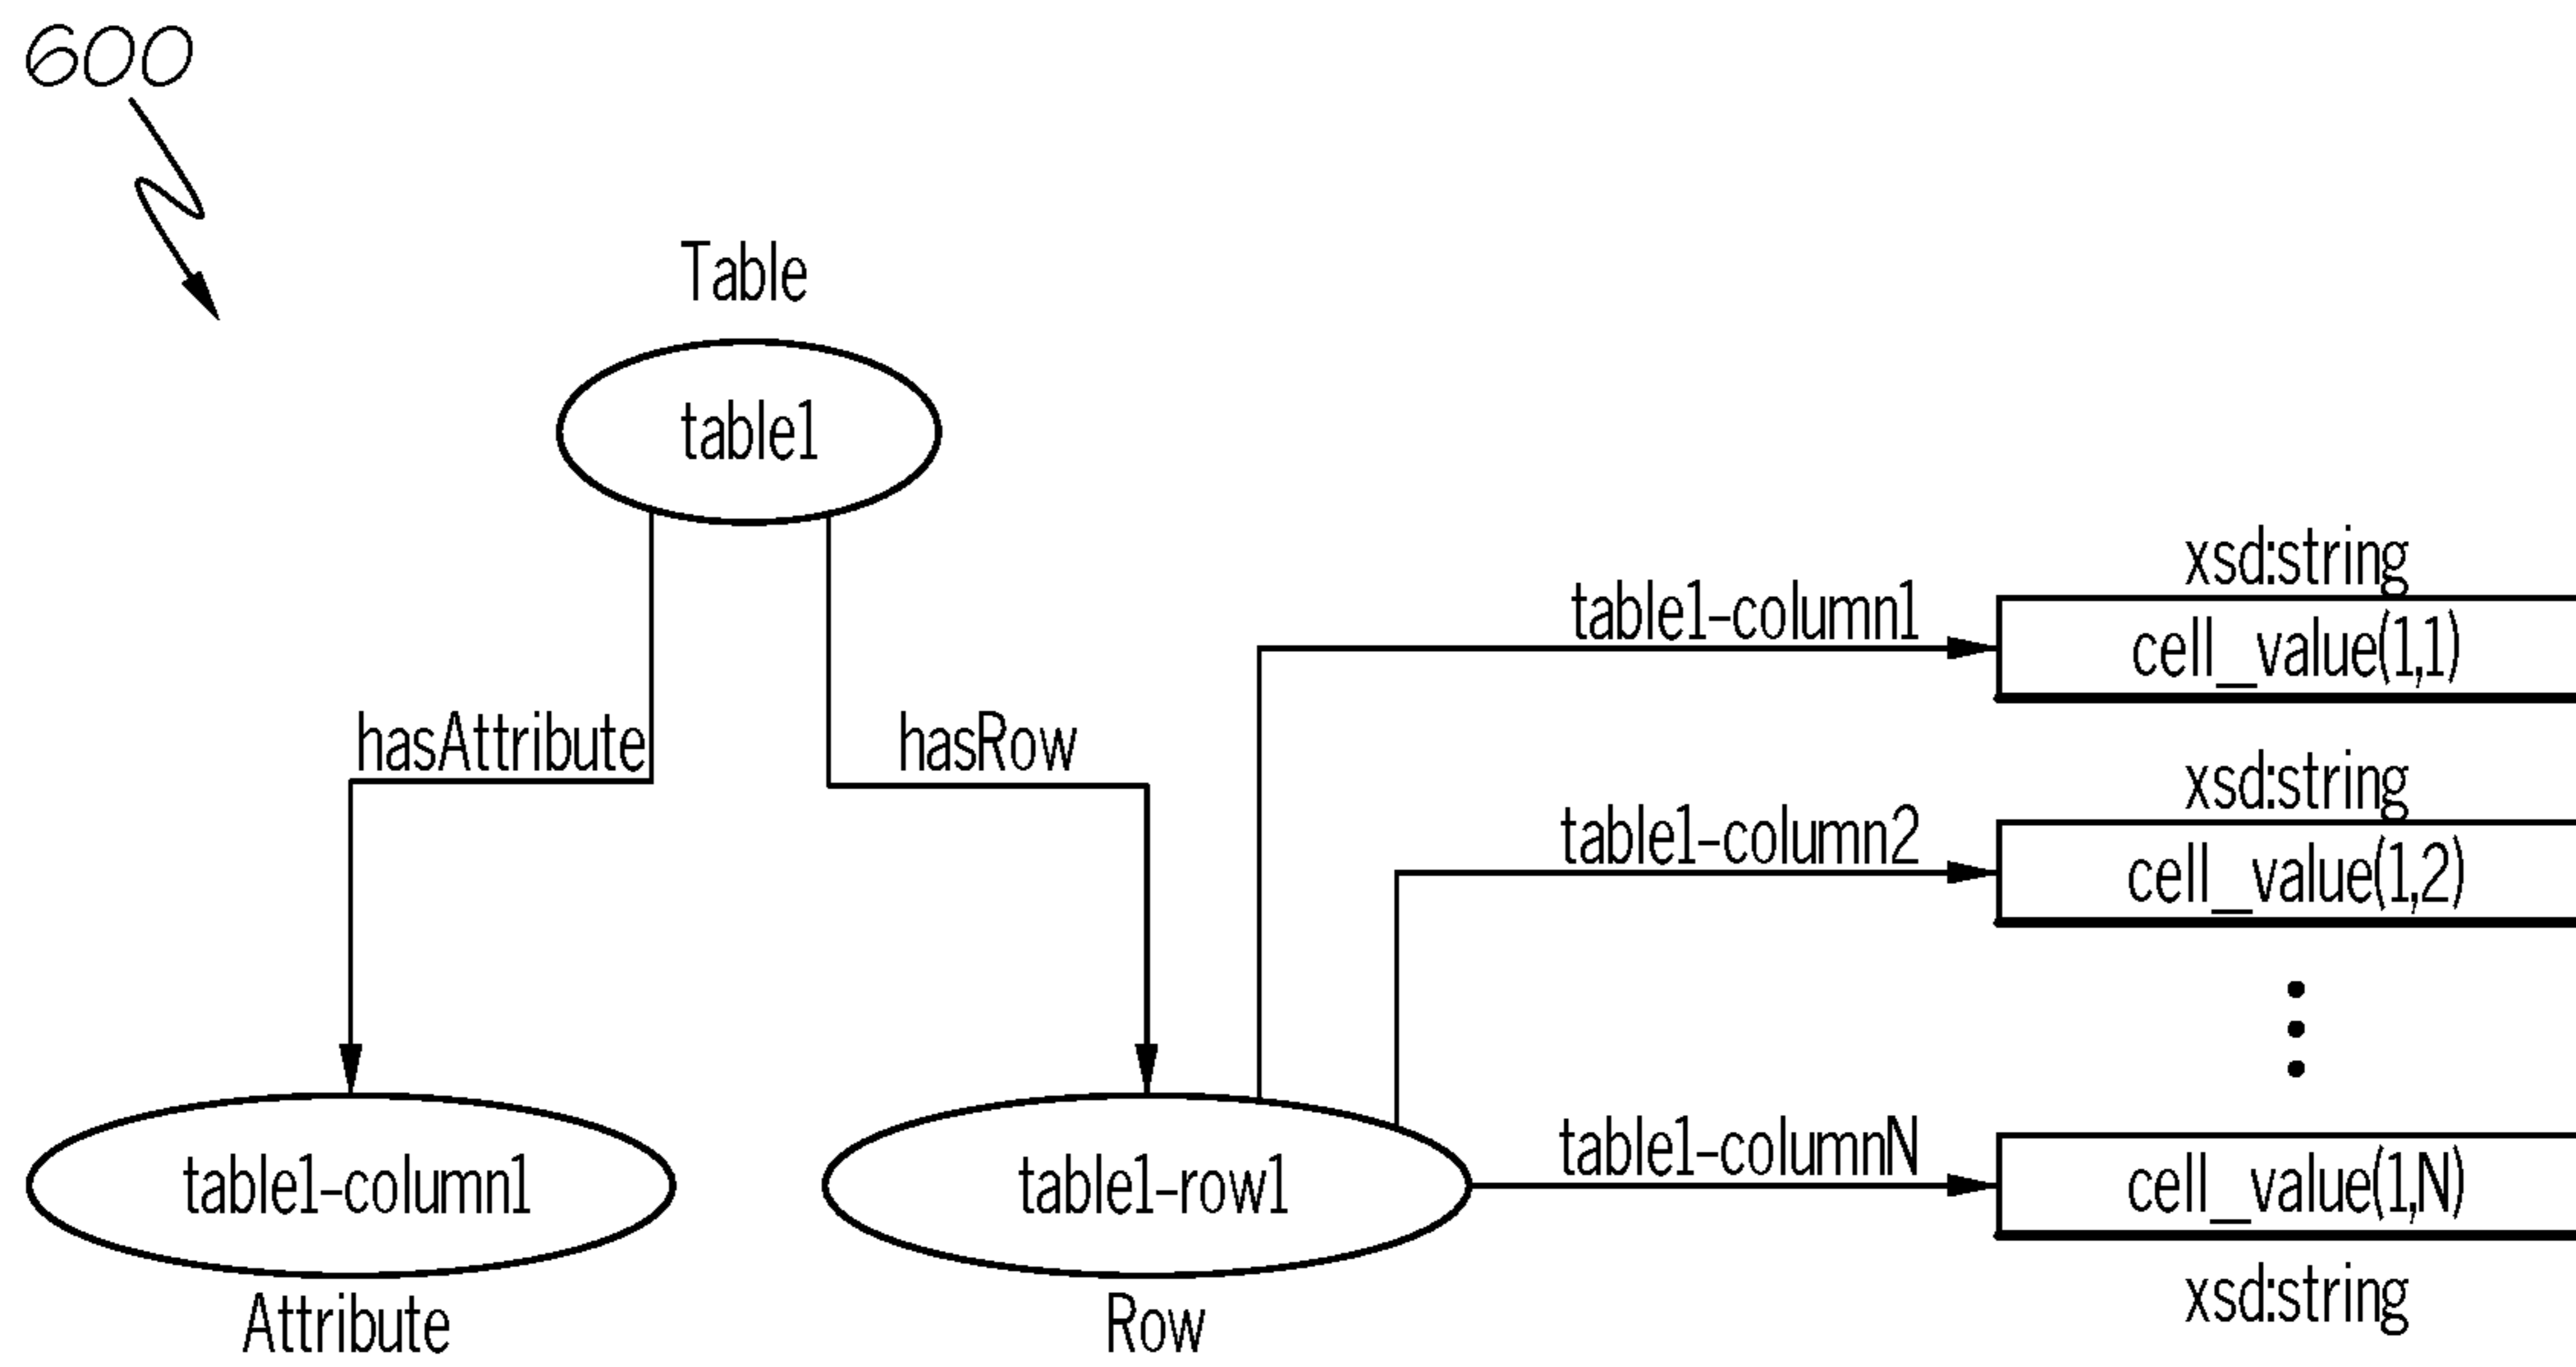 600
Table
table1
hasAttribute
hasRow
table1-column1
Attribute
table1-row1
Row
table1-column1
xsd:string
cell_value(1,1)
table1-column2
xsd:string
cell_value(1,2)
table1-columnN
cell_value(1,N)
xsd:string